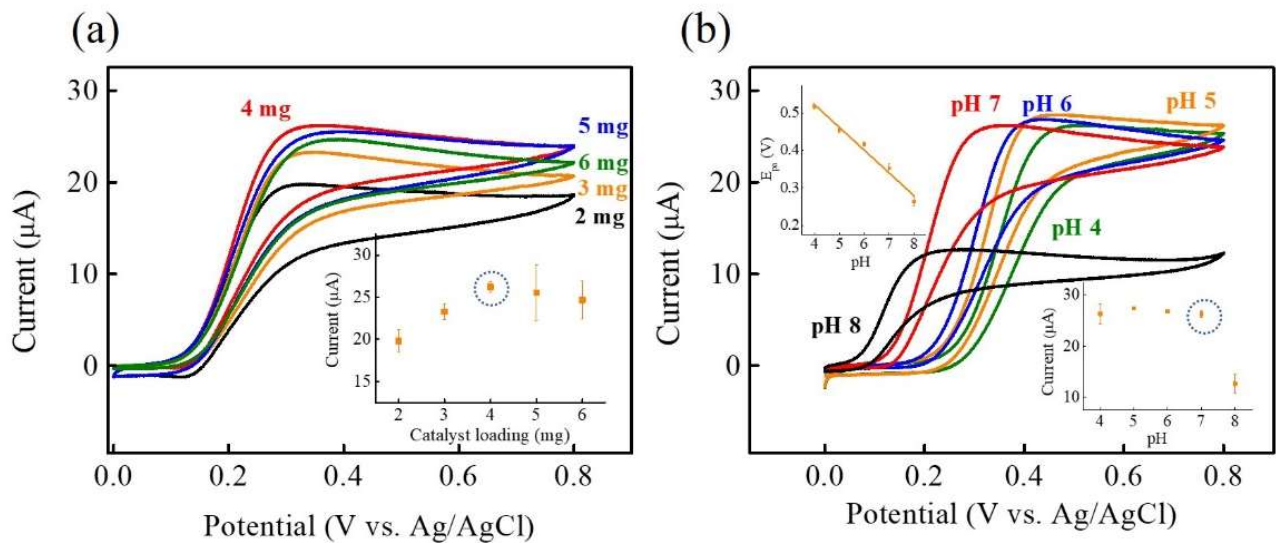 (a)
30
20
10
0
Current (μA)
4 mg
5 mg
6 mg
3 mg
2 mg
30
25
20
15
Current (μA)
2 3 4 5 6
Catalyst loading (mg)
0.0 0.2 0.4 0.6 0.8
Potential (V vs. Ag/AgCl)
(b)
30
20
10
0
Current (μA)
pH 7
pH 6
pH 5
pH 4
pH 8
0.5
0.4
0.3
0.2
E_pa (V)
4 5 6 7 8
pH
30
20
10
Current (μA)
4 5 6 7 8
pH
0.0 0.2 0.4 0.6 0.8
Potential (V vs. Ag/AgCl)